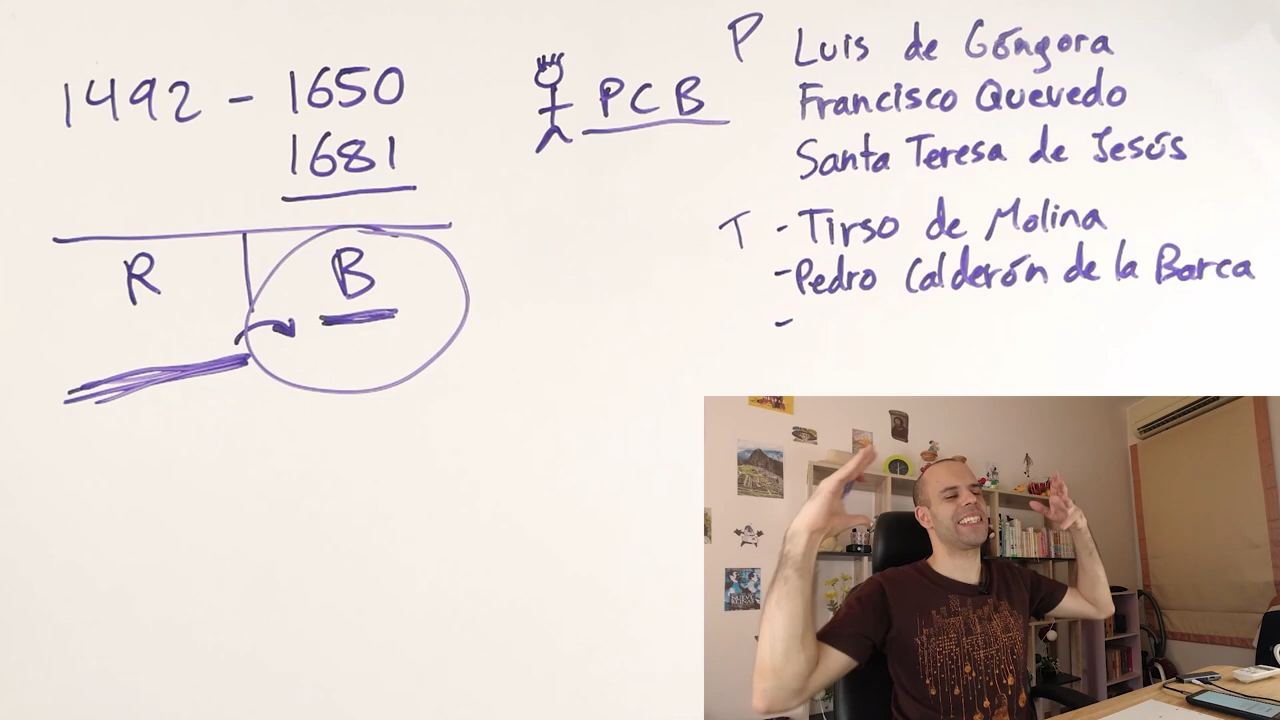 1492 - 1650
1681
R
B
PCB
P
Luis de Góngora
Francisco Quevedo
Santa Teresa de Jesús
T
- Tirso de Molina
- Pedro Calderón de la Barca
-